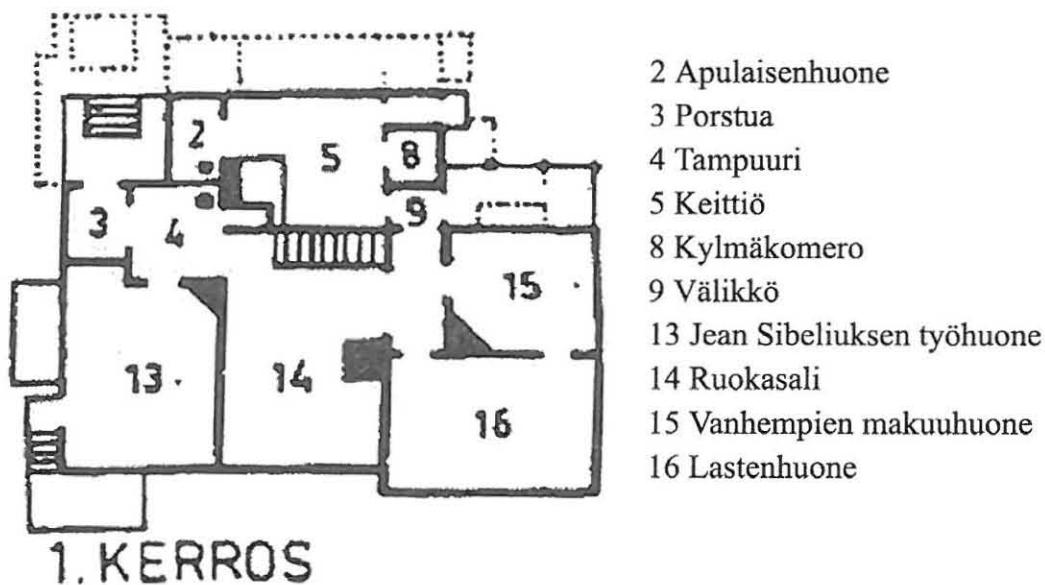 2
5
8
3
4
9
15
13
14
16
1. KERROS
2 Apulaisenhuone
3 Porstua
4 Tampuuri
5 Keittiö
8 Kylmäkomero
9 Välikkö
13 Jean Sibeliuksen työhuone
14 Ruokasali
15 Vanhempien makuuhuone
16 Lastenhuone